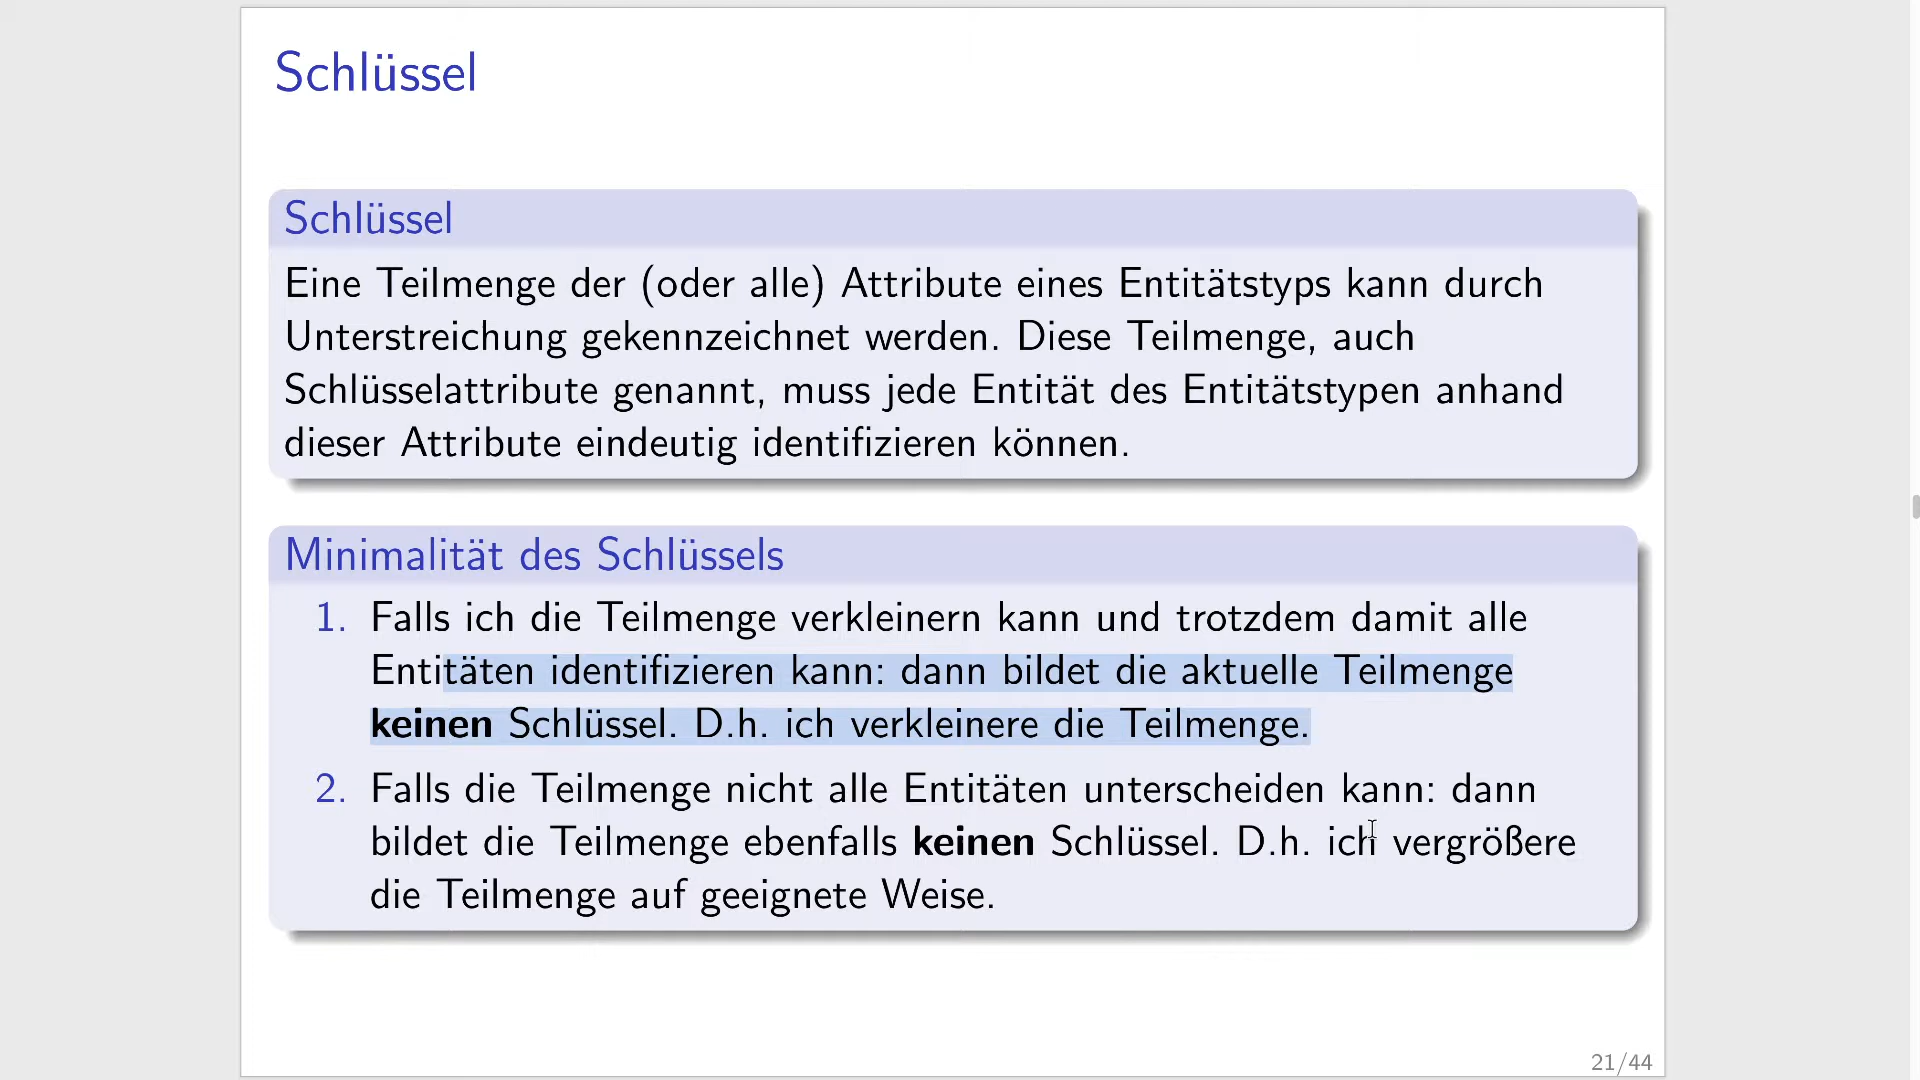 Schlüssel
Schlüssel
Eine Teilmenge der (oder alle) Attribute eines Entitätstyps kann durch
Unterstreichung gekennzeichnet werden. Diese Teilmenge, auch
Schlüsselattribute genannt, muss jede Entität des Entitätstypen anhand
dieser Attribute eindeutig identifizieren können.
Minimalität des Schlüssels
1. Falls ich die Teilmenge verkleinern kann und trotzdem damit alle
Entitäten identifizieren kann: dann bildet die aktuelle Teilmenge
keinen Schlüssel. D.h. ich verkleinere die Teilmenge.
2. Falls die Teilmenge nicht alle Entitäten unterscheiden kann: dann
bildet die Teilmenge ebenfalls keinen Schlüssel. D.h. ich vergrößere
die Teilmenge auf geeignete Weise.
21/44